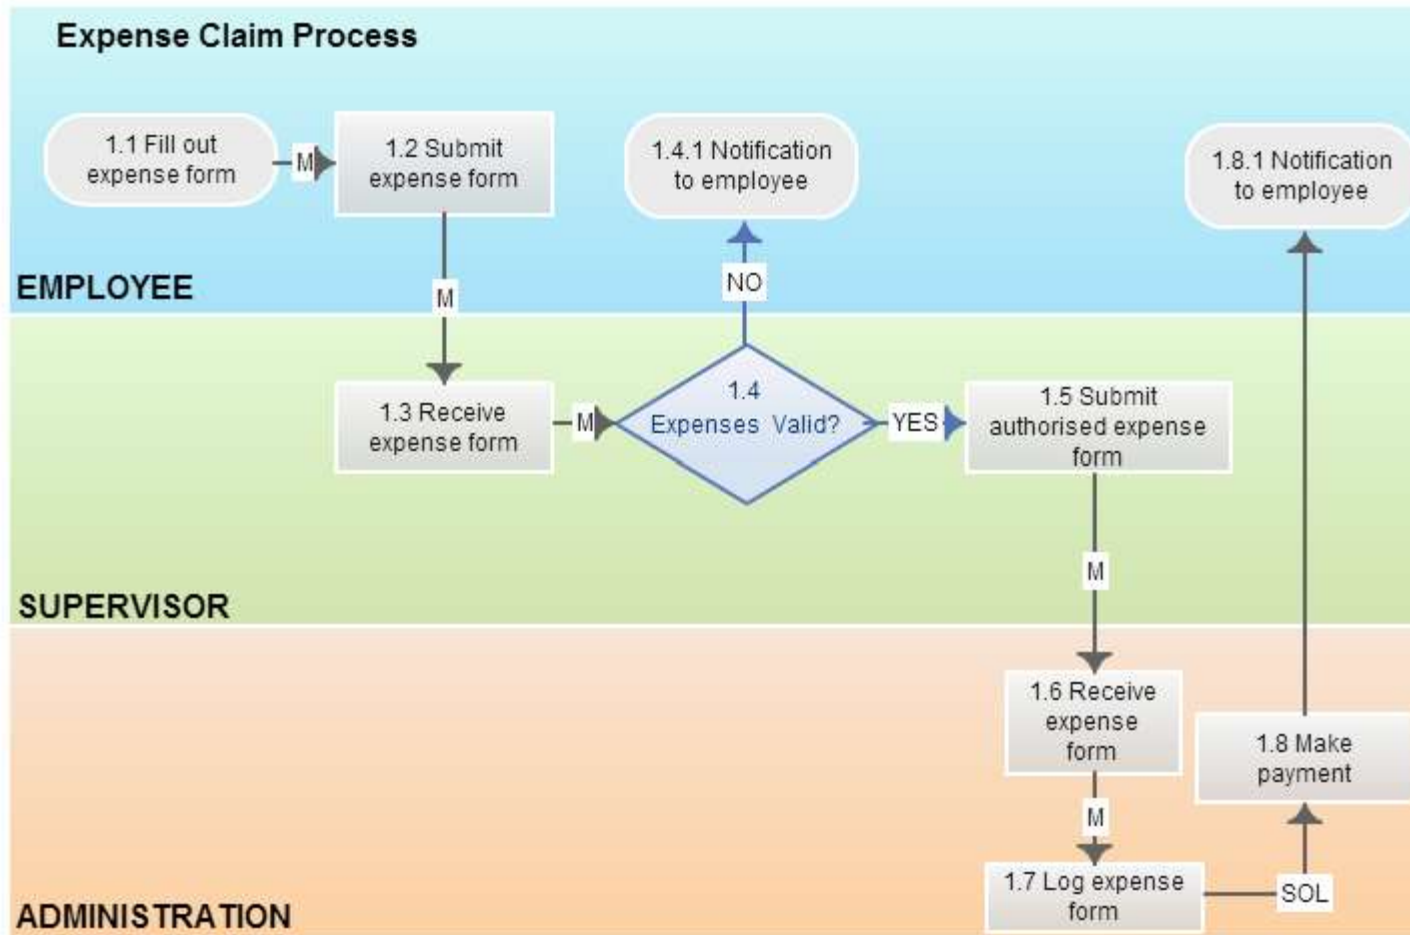 Expense Claim Process
1.1 Fill out
expense form
M
1.2 Submit
expense form
1.4.1 Notification
to employee
1.8.1 Notification
to employee
M
NO
EMPLOYEE
1.3 Receive
expense form
M
1.4
Expenses Valid?
YES
1.5 Submit
authorised expense
form
M
SUPERVISOR
1.6 Receive
expense
form
1.8 Make
payment
M
1.7 Log expense
form
SOL
ADMINISTRATION